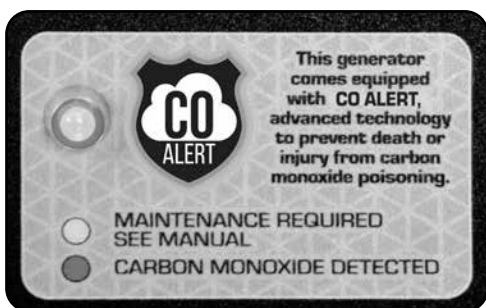 CO
ALERT
This generator
comes equipped
with CO ALERT,
advanced technology
to prevent death or
injury from carbon
monoxide poisoning.
MAINTENANCE REQUIRED
SEE MANUAL
CARBON MONOXIDE DETECTED